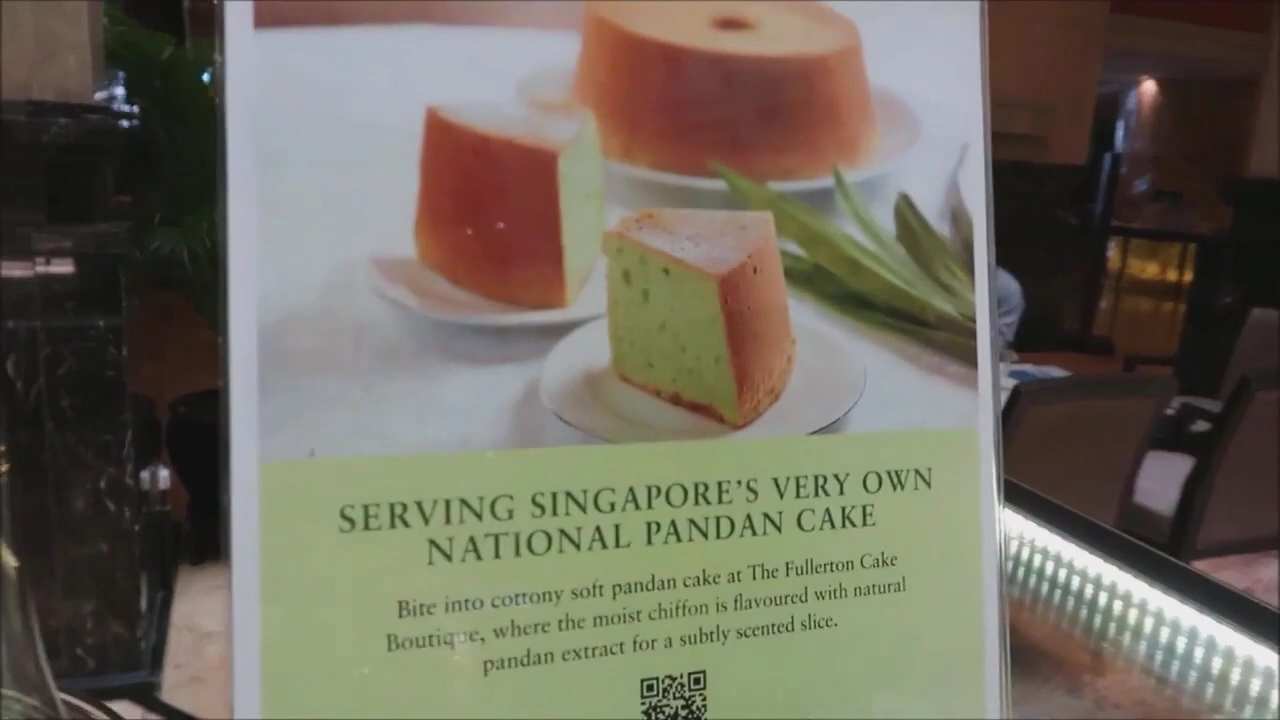 SERVING SINGAPORE'S VERY OWN
NATIONAL PANDAN CAKE
Bite into cottony soft pandan cake at The Fullerton Cake
Boutique, where the moist chiffon is flavoured with natural
pandan extract for a subtly scented slice.